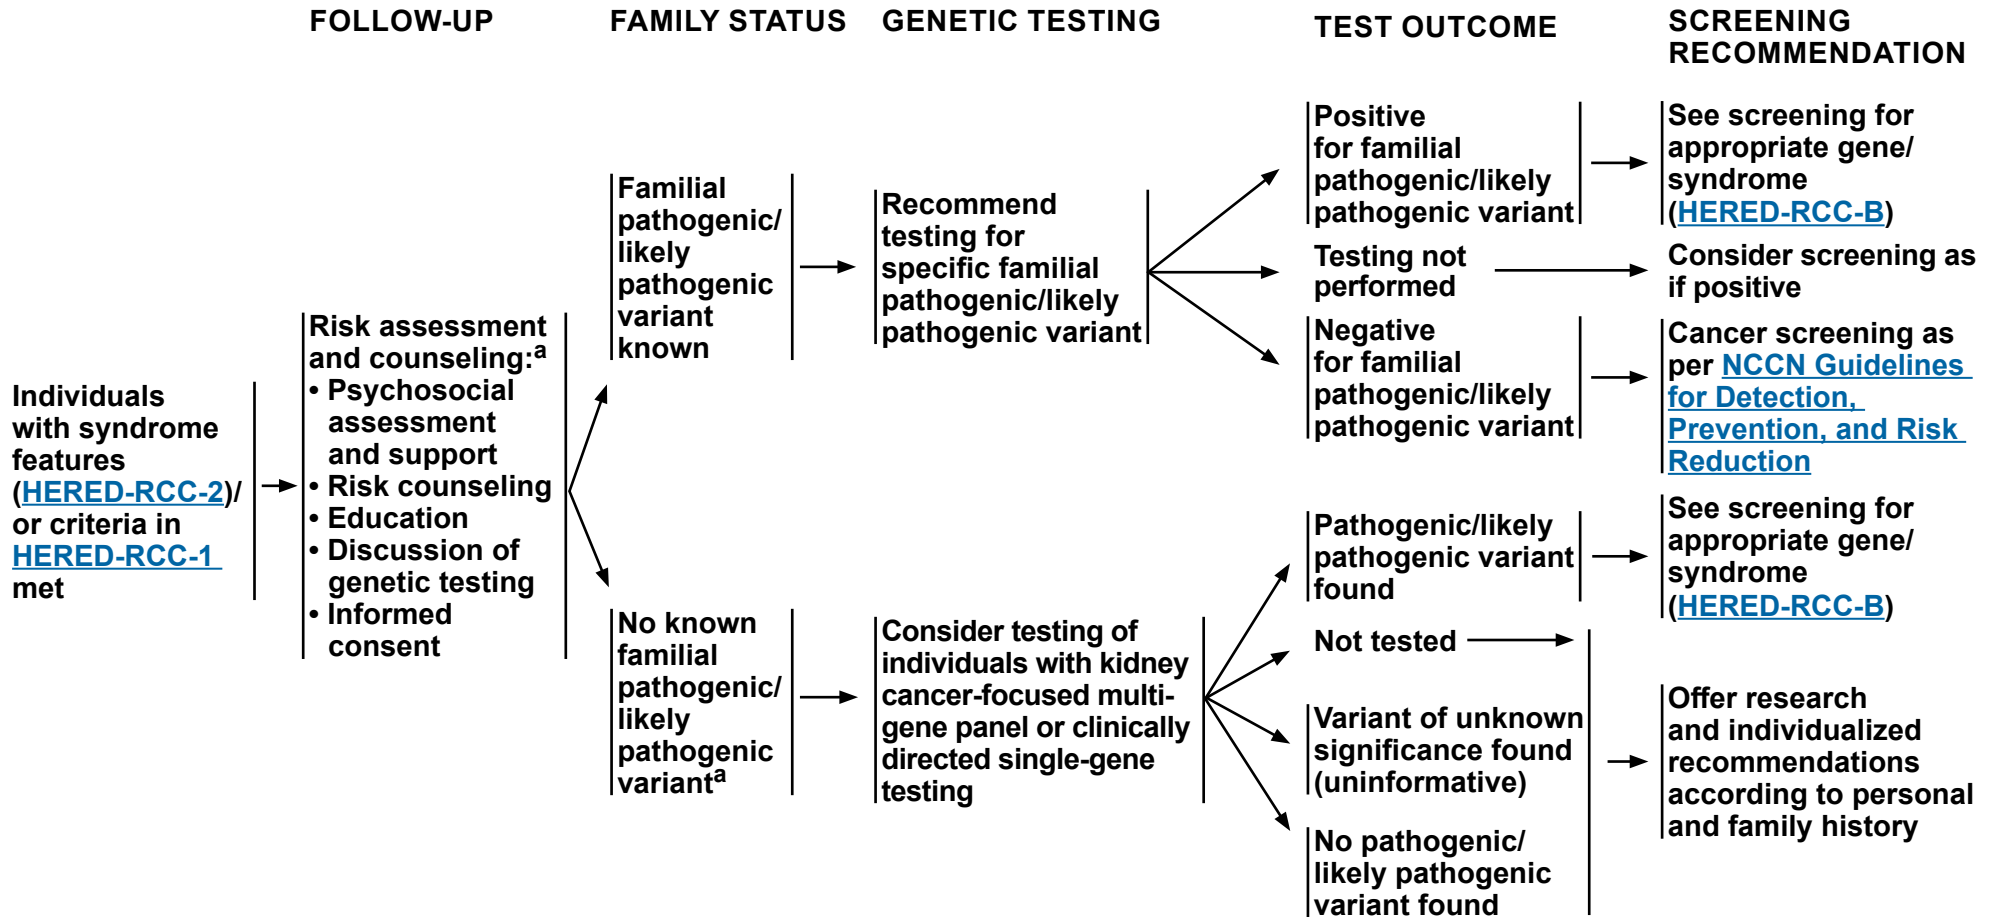 FOLLOW-UP
FAMILY STATUS
GENETIC TESTING
TEST OUTCOME
SCREENING
RECOMMENDATION
Individuals
with syndrome
features
(HERED-RCC-2)/
or criteria in
HERED-RCC-1
met
Risk assessment
and counseling:a
• Psychosocial
assessment
and support
• Risk counseling
• Education
• Discussion of
genetic testing
• Informed
consent
Familial
pathogenic/
likely
pathogenic
variant
known
Recommend
testing for
specific familial
pathogenic/likely
pathogenic variant
Positive
for familial
pathogenic/likely
pathogenic variant
See screening for
appropriate gene/
syndrome
(HERED-RCC-B)
Testing not
performed
Consider screening as
if positive
Negative
for familial
pathogenic/likely
pathogenic variant
Cancer screening as
per NCCN Guidelines
for Detection,
Prevention, and Risk
Reduction
No known
familial
pathogenic/
likely
pathogenic
varianta
Consider testing of
individuals with kidney
cancer-focused multi-
gene panel or clinically
directed single-gene
testing
Pathogenic/likely
pathogenic variant
found
See screening for
appropriate gene/
syndrome
(HERED-RCC-B)
Not tested
Variant of unknown
significance found
(uninformative)
No pathogenic/
likely pathogenic
variant found
Offer research
and individualized
recommendations
according to personal
and family history